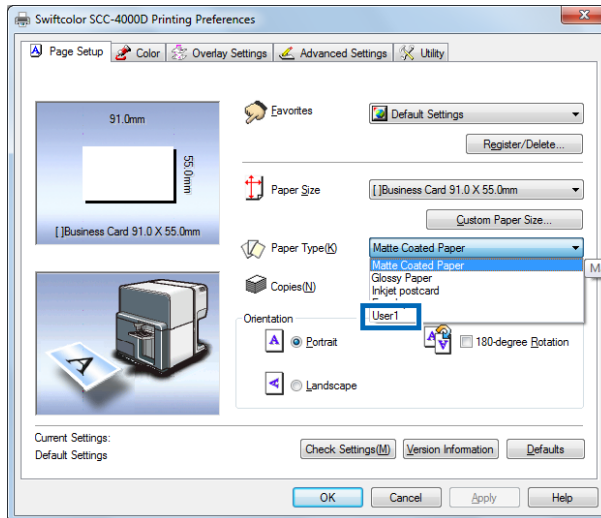 Swiftcolor SCC-4000D Printing Preferences
Page Setup Color Overlay Settings Advanced Settings Utility
91.0mm
55.0mm
[ ]Business Card 91.0 X 55.0mm
Favorites Default Settings
Register/Delete...
Paper Size [ ]Business Card 91.0 X 55.0mm
Custom Paper Size...
Paper Type(K) Matte Coated Paper
Matte Coated Paper
Glossy Paper
Inkjet postcard
User1
M
Copies(N)
Orientation
A Portrait
180-degree Rotation
A Landscape
A
Current Settings:
Default Settings
Check Settings(M) Version Information Defaults
OK Cancel Apply Help